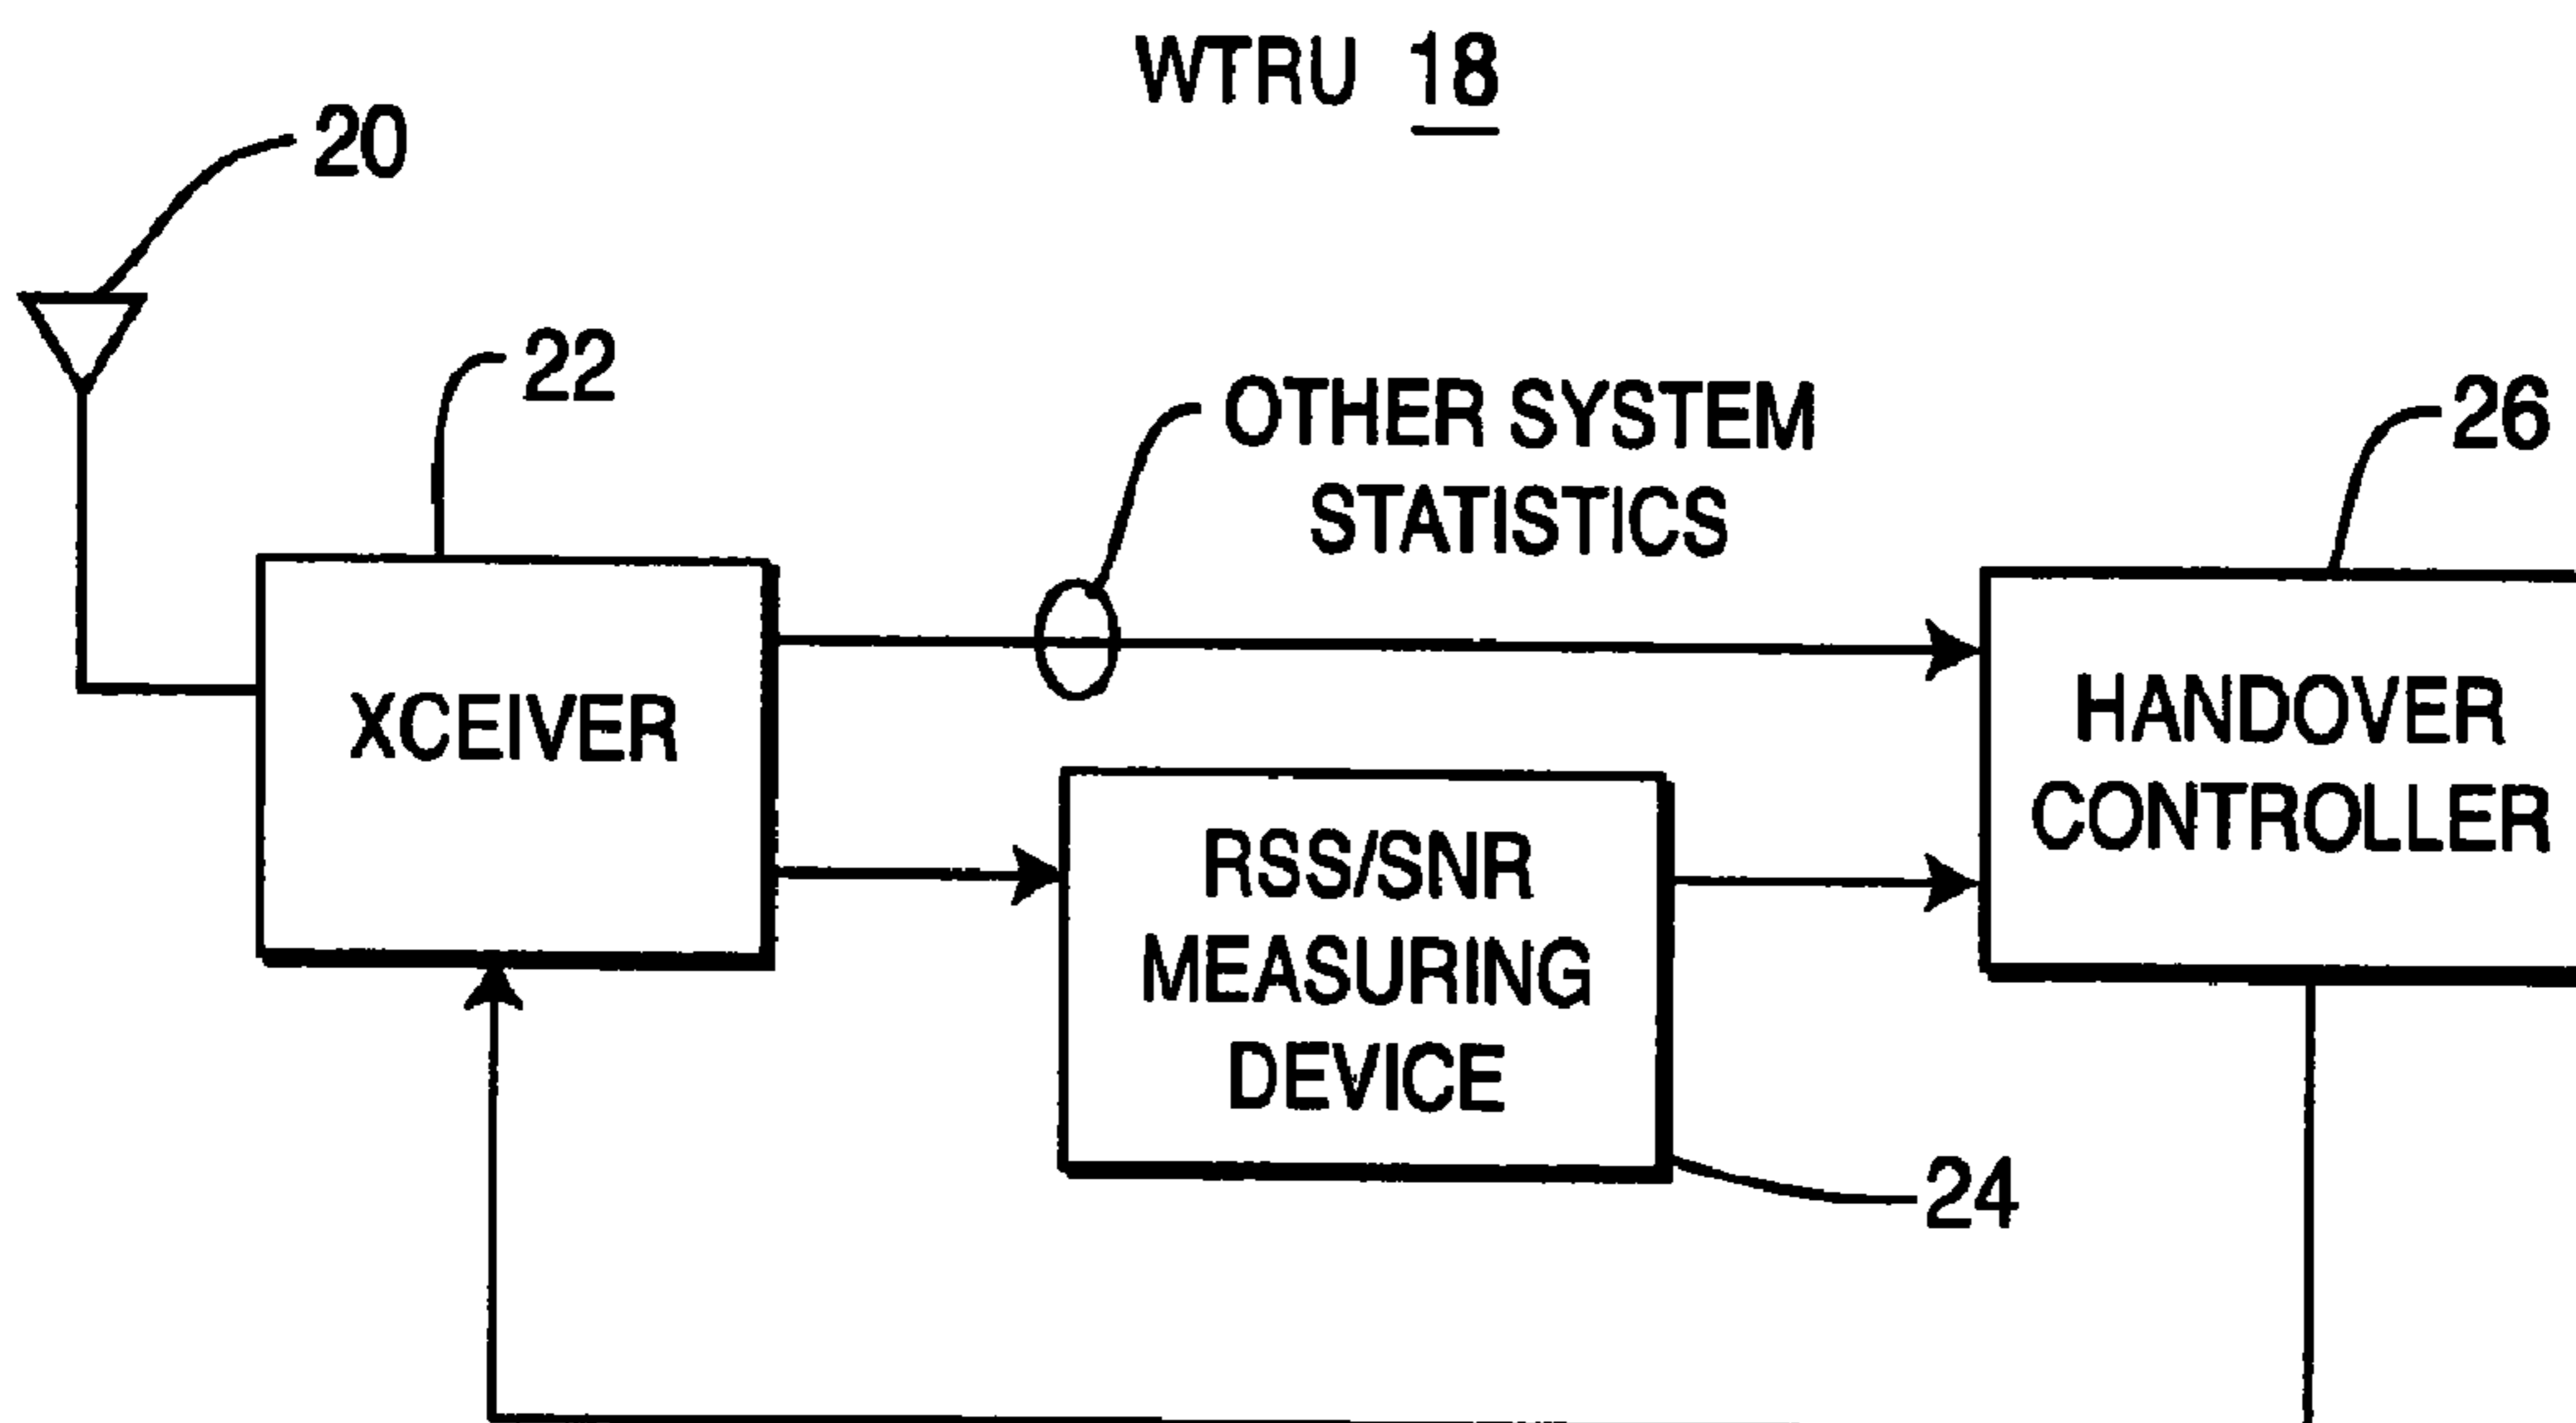 WTRU 18
20
22
OTHER SYSTEM
STATISTICS
26
XCEIVER
HANDOVER
CONTROLLER
RSS/SNR
MEASURING
DEVICE
24